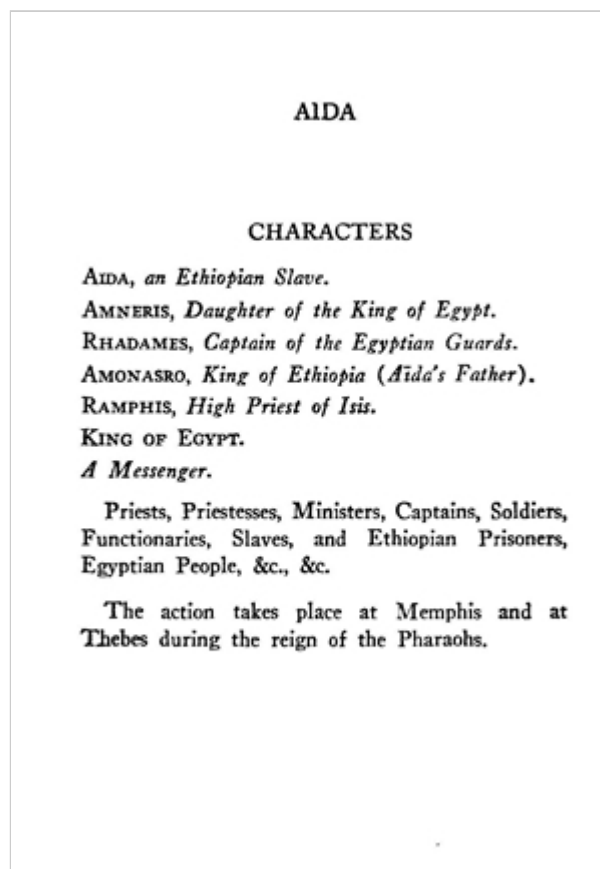 AIDA
CHARACTERS
AIDA, an Ethiopian Slave.
AMNERIS, Daughter of the King of Egypt.
RHADAMES, Captain of the Egyptian Guards.
AMONASRO, King of Ethiopia (Aïda's Father).
RAMPHIS, High Priest of Isis.
KING OF EGYPT.
A Messenger.
Priests, Priestesses, Ministers, Captains, Soldiers,
Functionaries, Slaves, and Ethiopian Prisoners,
Egyptian People, &c., &c.
The action takes place at Memphis and at
Thebes during the reign of the Pharaohs.